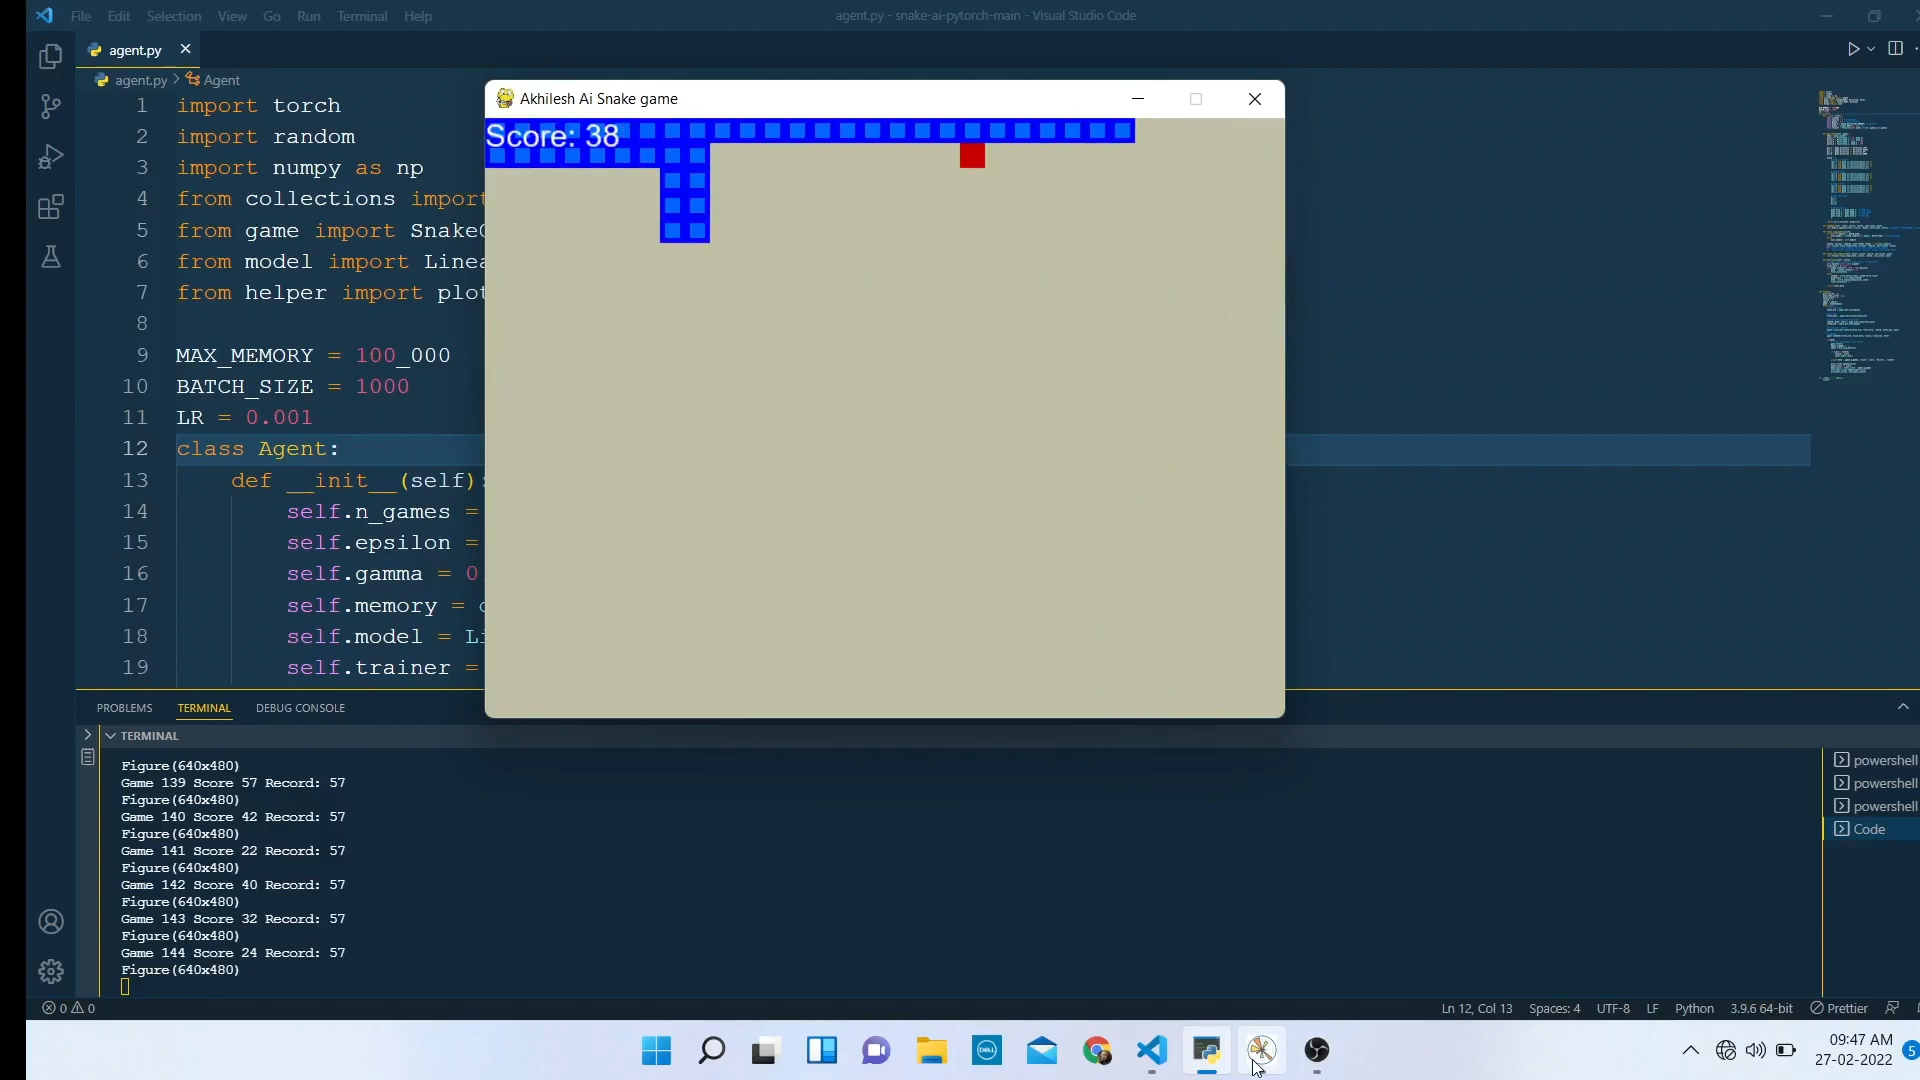 File Edit Selection View Go Run Terminal Help
agent.py - snake-ai-pytorch-main - Visual Studio Code
agent.py
agent.py > Agent
Akhilesh Ai Snake game
Score: 38
1 import torch
2 import random
3 import numpy as np
4 from collections import
5 from game import
6 from model import
7 from helper import plot
8
9 MAX_MEMORY = 100_000
10 BATCH_SIZE = 1000
11 LR = 0.001
12 class Agent:
13 def __init__(self):
14 self.n_games =
15 self.epsilon =
16 self.gamma = 0
17 self.memory =
18 self.model =
19 self.trainer =
PROBLEMS TERMINAL DEBUG CONSOLE
TERMINAL
Figure(640x480)
Game 139 Score 57 Record: 57
Figure(640x480)
Game 140 Score 42 Record: 57
Figure(640x480)
Game 141 Score 22 Record: 57
Figure(640x480)
Game 142 Score 40 Record: 57
Figure(640x480)
Game 143 Score 32 Record: 57
Figure(640x480)
Game 144 Score 24 Record: 57
Figure(640x480)
powershell
powershell
powershell
Code
0 0
Ln 12, Col 13 Spaces: 4 UTF-8 LF Python 3.9.6 64-bit Prettier
DELL
09:47 AM
27-02-2022
5